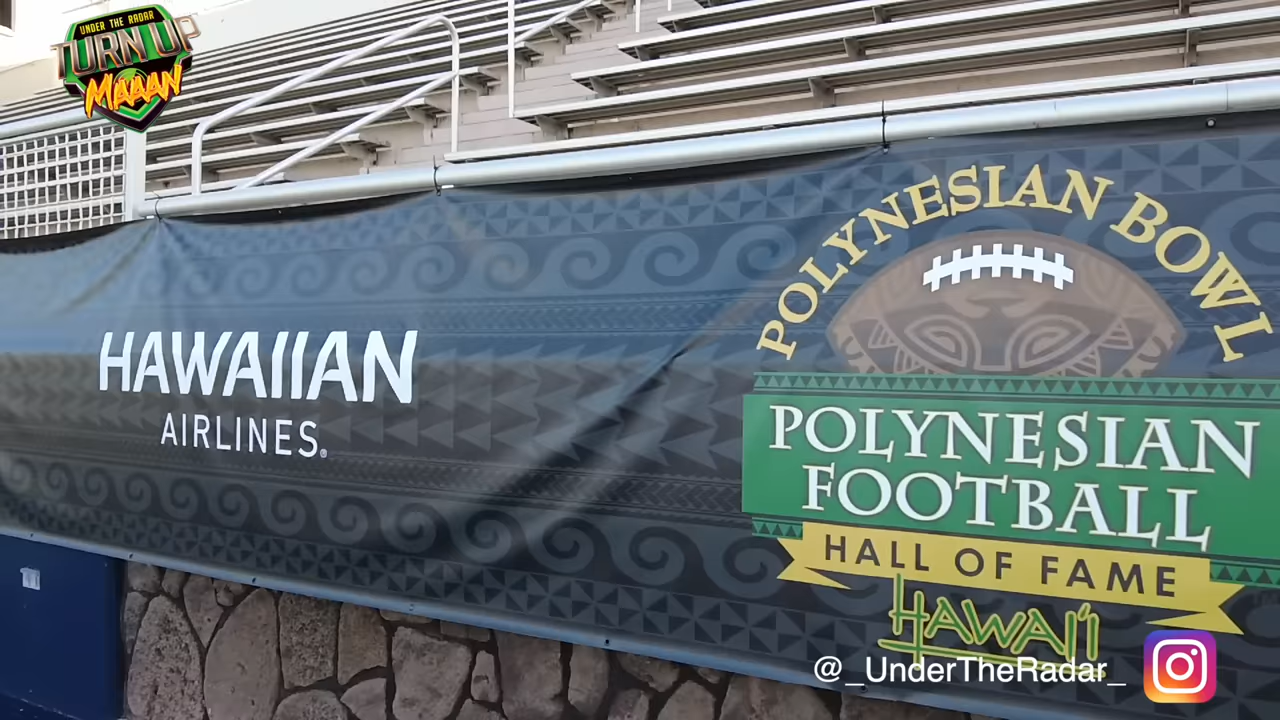 UNDER THE RADAR
TURN UP
MAAAN
HAWAIIAN
AIRLINES®
POLYNESIAN BOWL
POLYNESIAN
FOOTBALL
HALL OF FAME
HAWAI'I
@_UnderTheRadar_